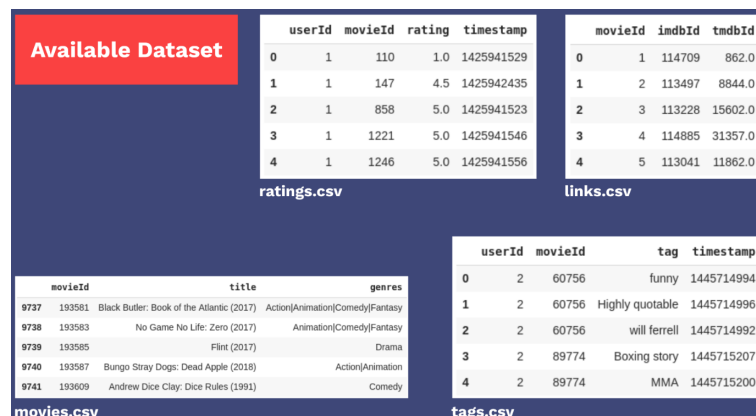 Available Dataset
userId movieId rating timestamp
0 1 110 1.0 1425941529
1 1 147 4.5 1425942435
2 1 858 5.0 1425941523
3 1 1221 5.0 1425941546
4 1 1246 5.0 1425941556
ratings.csv
movieId imdbId tmdbId
0 1 114709 862.0
1 2 113497 8844.0
2 3 113228 15602.0
3 4 114885 31357.0
4 5 113041 11862.0
links.csv
movieId title genres
9737 193581 Black Butler: Book of the Atlantic (2017) Action|Animation|Comedy|Fantasy
9738 193583 No Game No Life: Zero (2017) Animation|Comedy|Fantasy
9739 193585 Flint (2017) Drama
9740 193587 Bungo Stray Dogs: Dead Apple (2018) Action|Animation
9741 193609 Andrew Dice Clay: Dice Rules (1991) Comedy
movies.csv
userId movieId tag timestamp
0 2 60756 funny 1445714994
1 2 60756 Highly quotable 1445714996
2 2 60756 will ferrell 1445714992
3 2 89774 Boxing story 1445715207
4 2 89774 MMA 1445715200
tags.csv